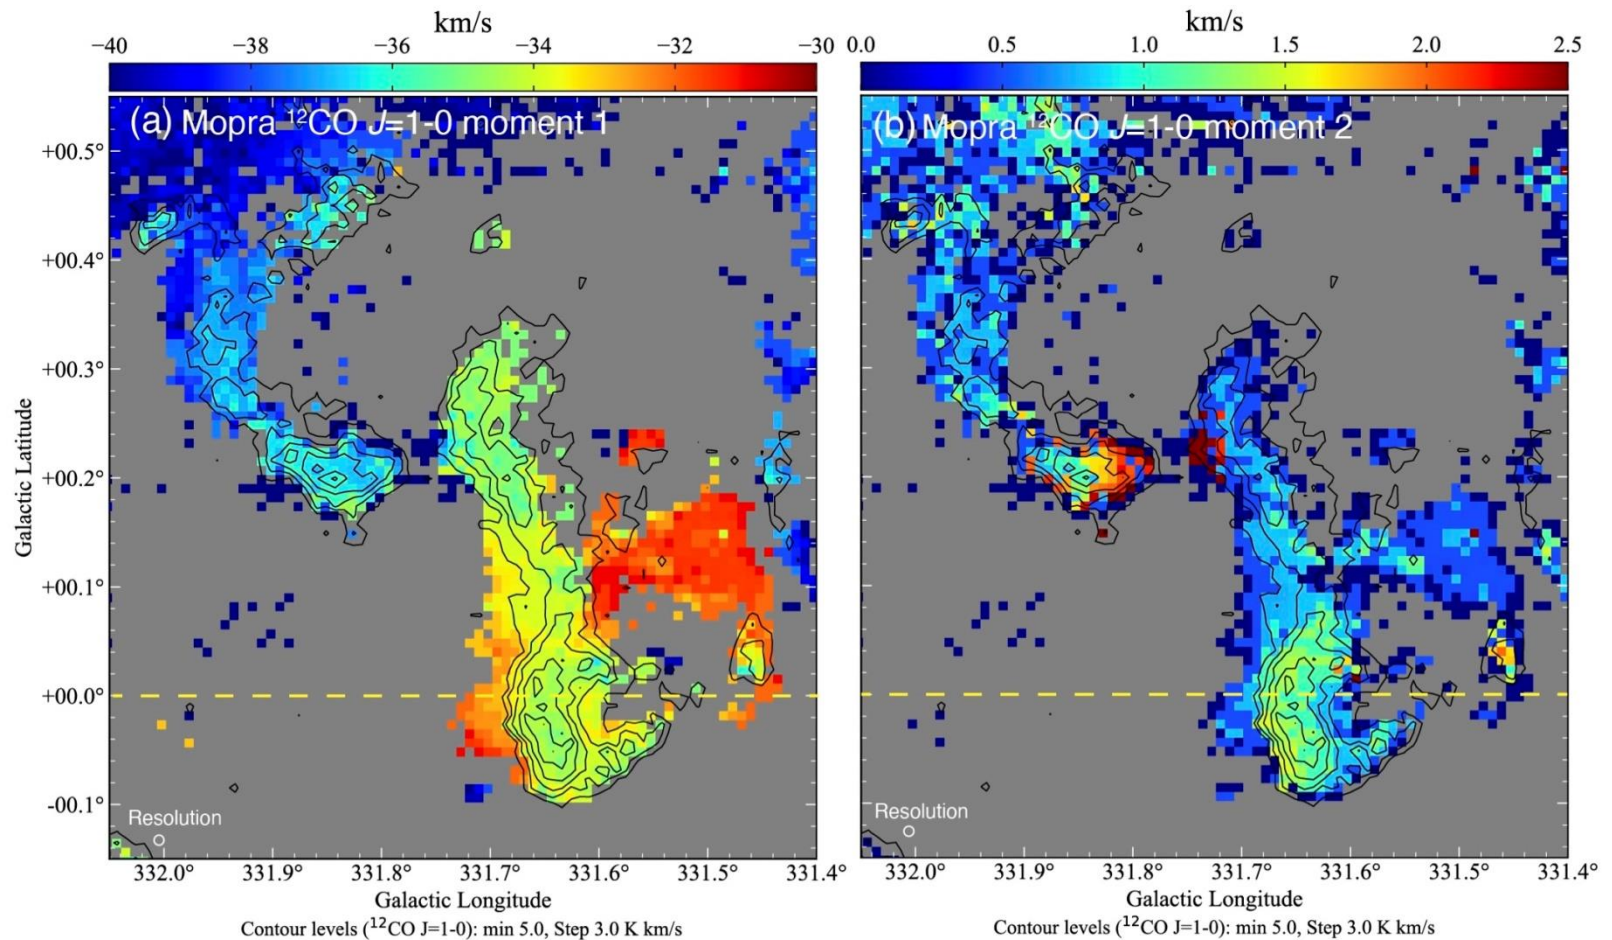 km/s
−40 −38 −36 −34 −32 −30
(a) Mopra ¹²CO J=1-0 moment 1
+00.5°
+00.4°
+00.3°
+00.2°
+00.1°
+00.0°
-00.1°
Galactic Latitude
Resolution
332.0° 331.9° 331.8° 331.7° 331.6° 331.5° 331.4°
Galactic Longitude
Contour levels (¹²CO J=1-0): min 5.0, Step 3.0 K km/s
km/s
0.0 0.5 1.0 1.5 2.0 2.5
(b) Mopra ¹²CO J=1-0 moment 2
Resolution
332.0° 331.9° 331.8° 331.7° 331.6° 331.5° 331.4°
Galactic Longitude
Contour levels (¹²CO J=1-0): min 5.0, Step 3.0 K km/s